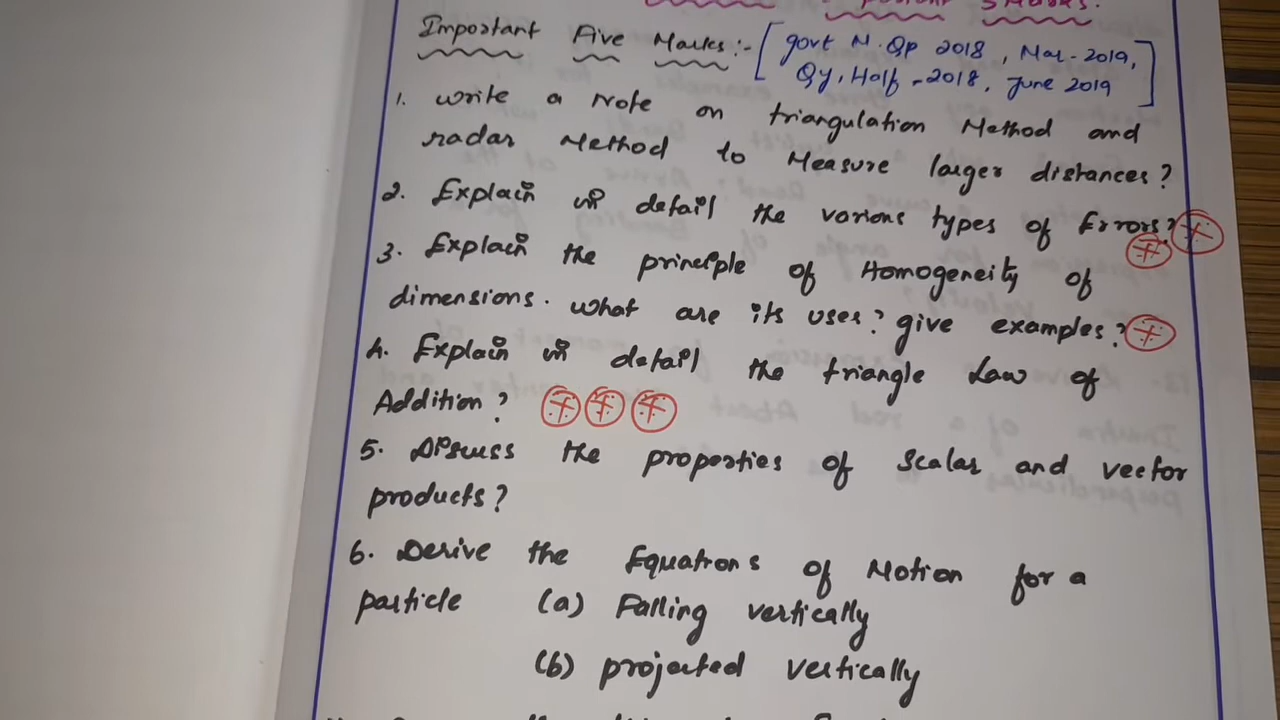 5 Marks.
Important Five Marks:- [govt M. QP 2018, Mar-2019,
QY, Half-2018, June 2019]
1. Write a Note on triangulation Method and
radar Method to Measure larger distances?
2. Explain in detail the various types of Errors?
3. Explain the principle of Homogeneity of
dimensions. What are its uses? give examples?
4. Explain in detail the triangle Law of
Addition?
5. Discuss the properties of scalar and vector
products?
6. Derive the Equations of Motion for a
particle (a) Falling vertically
(b) projected vertically